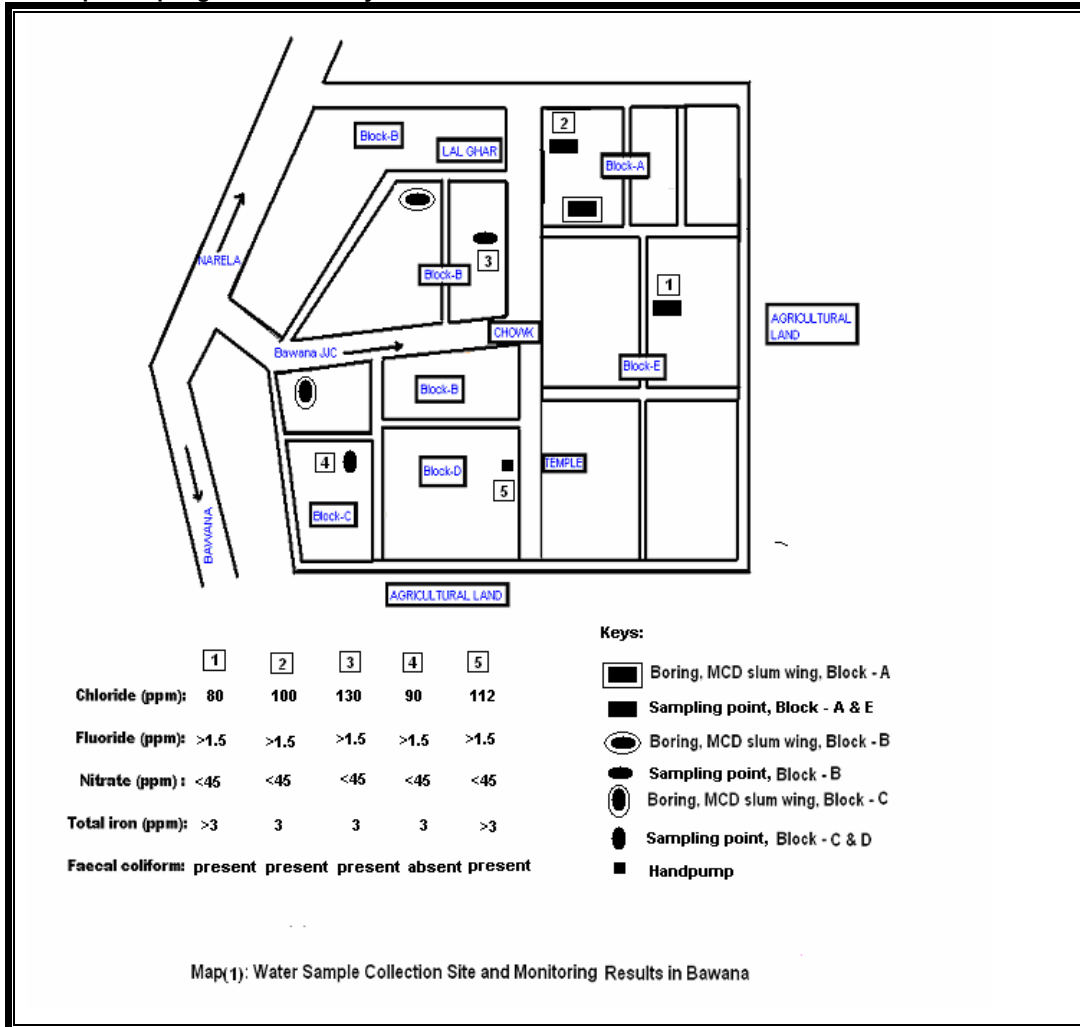 Block-B
LAL GHAR
2
Block-A
NARELA
Block-B
3
1
AGRICULTURAL
LAND
CHOWK
Bawana JJC
Block-E
Block-B
4
Block-D
5
TEMPLE
Block-C
BAWANA
AGRICULTURAL LAND
1 2 3 4 5
Chloride (ppm): 80 100 130 90 112
Fluoride (ppm): >1.5 >1.5 >1.5 >1.5 >1.5
Nitrate (ppm) : <45 <45 <45 <45 <45
Total iron (ppm): >3 3 3 3 >3
Faecal coliform: present present present absent present
Keys:
Boring, MCD slum wing, Block - A
Sampling point, Block - A & E
Boring, MCD slum wing, Block - B
Sampling point, Block - B
Boring, MCD slum wing, Block - C
Sampling point, Block - C & D
Handpump
Map(1): Water Sample Collection Site and Monitoring Results in Bawana